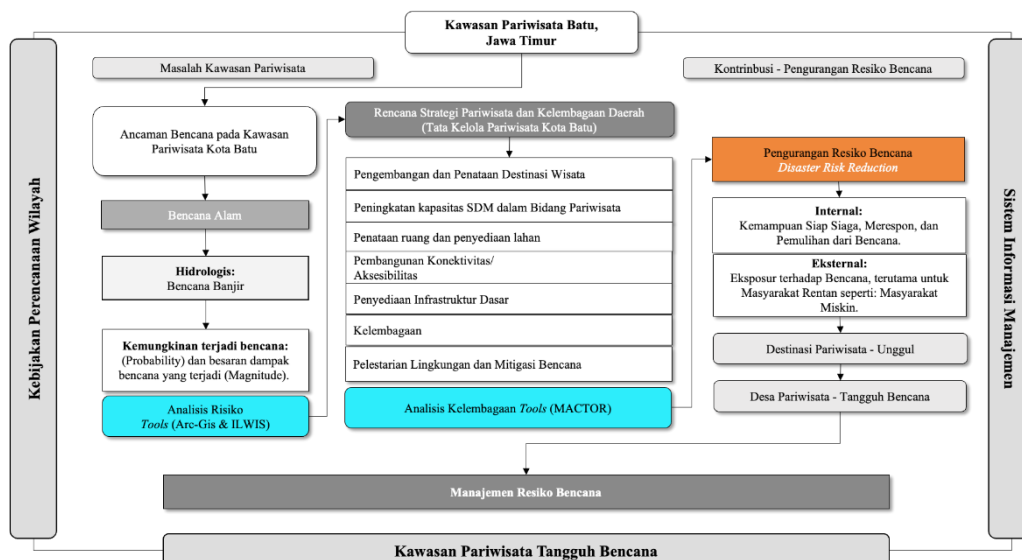 Kawasan Pariwisata Batu,
Jawa Timur
Masalah Kawasan Pariwisata
Kontrinbusi - Pengurangan Resiko Bencana
Kebijakan Perencanaan Wilayah
Ancaman Bencana pada Kawasan
Pariwisata Kota Batu
Bencana Alam
Hidrologis:
Bencana Banjir
Kemungkinan terjadi bencana:
(Probability) dan besaran dampak
bencana yang terjadi (Magnitude).
Analisis Risiko
Tools (Arc-Gis & ILWIS)
Rencana Strategi Pariwisata dan Kelembagaan Daerah
(Tata Kelola Pariwisata Kota Batu)
Pengembangan dan Penataan Destinasi Wisata
Peningkatan kapasitas SDM dalam Bidang Pariwisata
Penataan ruang dan penyediaan lahan
Pembangunan Konektivitas/
Aksesibilitas
Penyediaan Infrastruktur Dasar
Kelembagaan
Pelestarian Lingkungan dan Mitigasi Bencana
Analisis Kelembagaan Tools (MACTOR)
Pengurangan Resiko Bencana
Disaster Risk Reduction
Internal:
Kemampuan Siap Siaga, Merespon, dan
Pemulihan dari Bencana.
Eksternal:
Eksposur terhadap Bencana, terutama untuk
Masyarakat Rentan seperti: Masyarakat
Miskin.
Destinasi Pariwisata - Unggul
Desa Pariwisata - Tangguh Bencana
Sistem Informasi Manajemen
Manajemen Resiko Bencana
Kawasan Pariwisata Tangguh Bencana